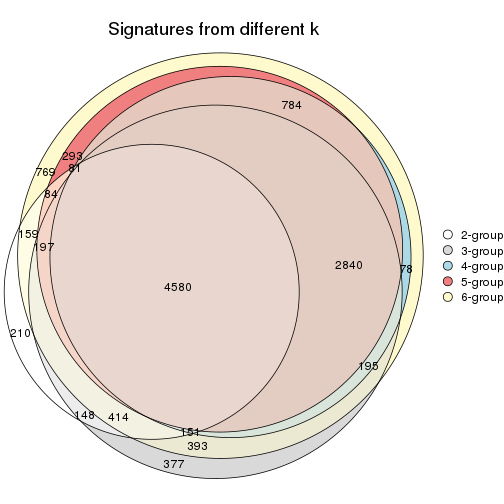 Signatures from different k
784
293
769
81
84
159
197
2-group
3-group
4-group
5-group
6-group
2840
78
4580
210
195
148
414
151
393
377